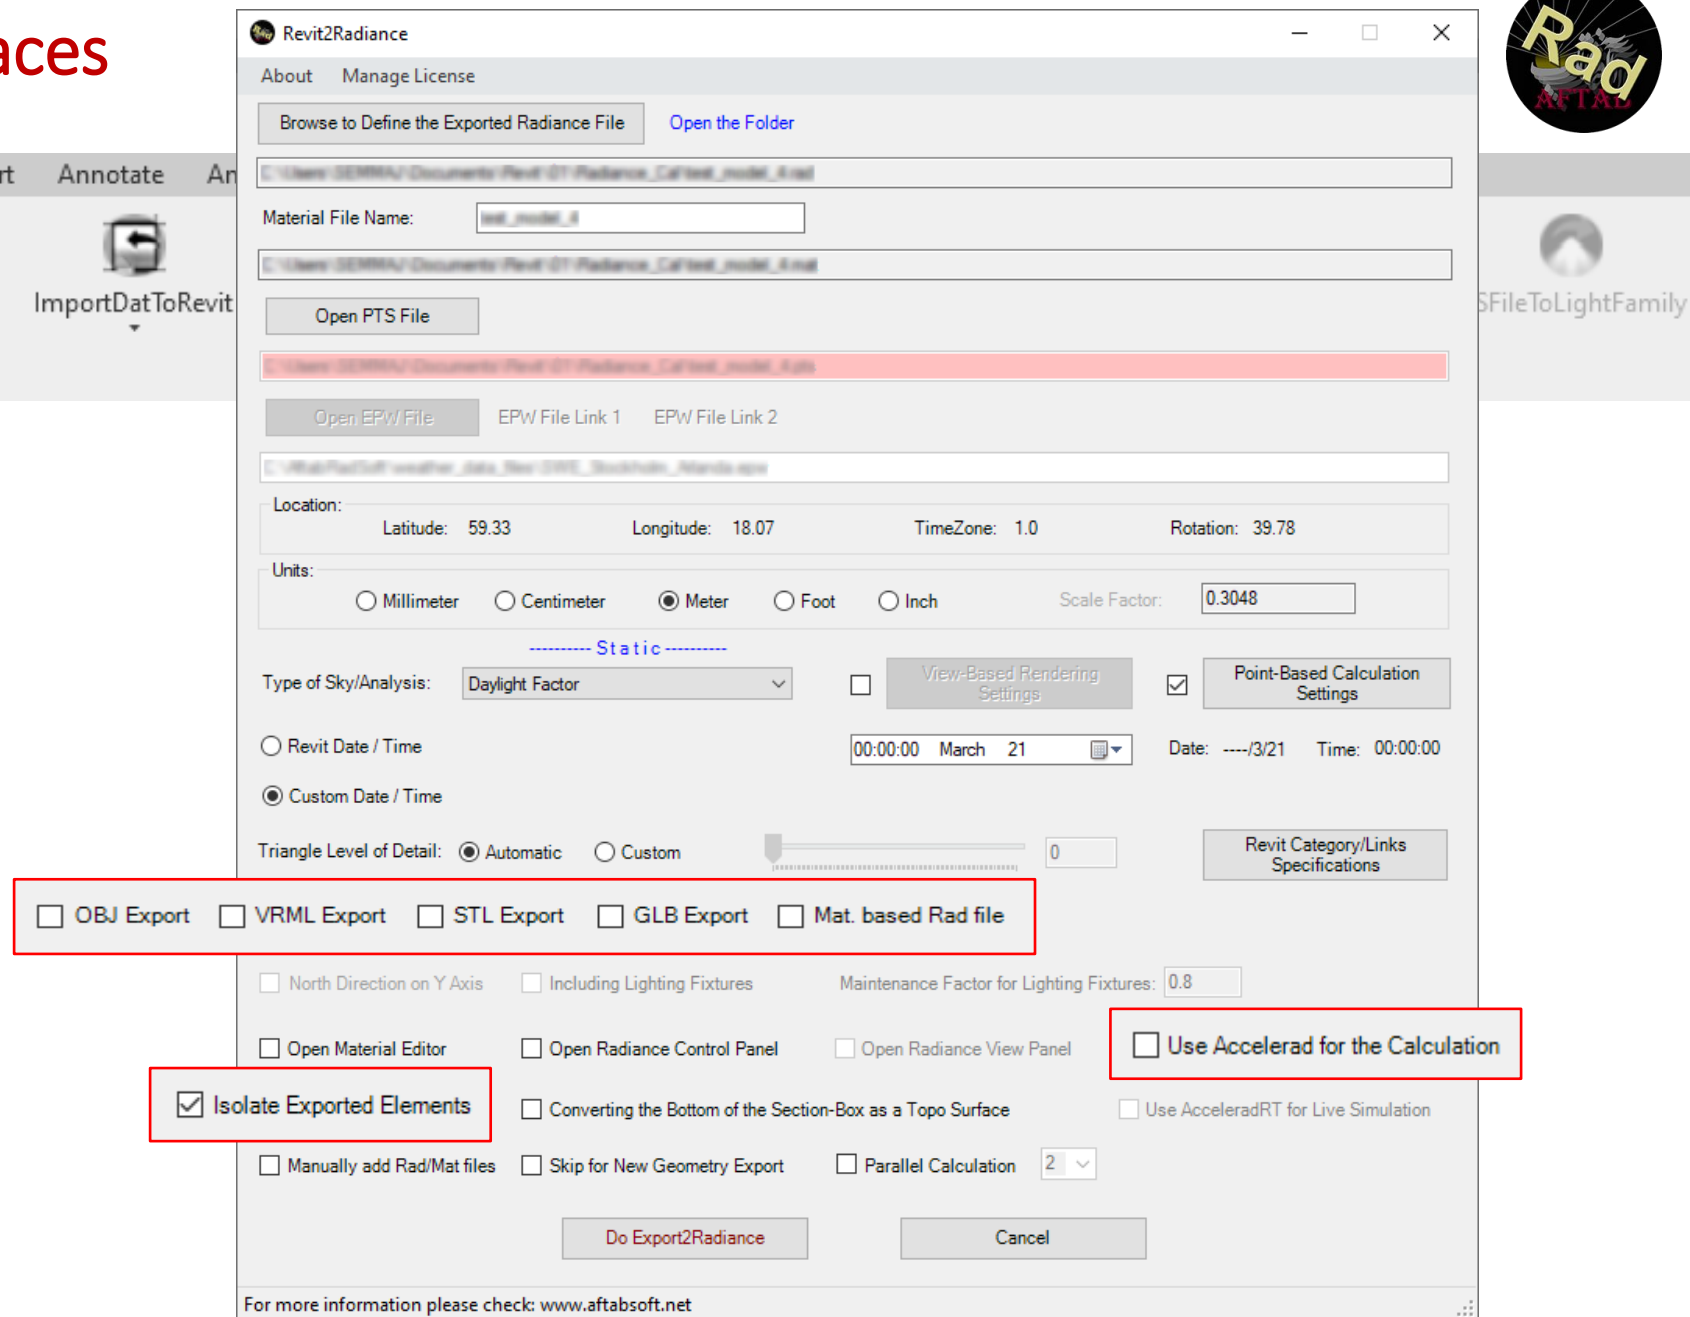 aces
Rad
AFTAB
Revit2Radiance
About Manage License
Browse to Define the Exported Radiance File Open the Folder
rt Annotate An
Material File Name:
ImportDatToRevit
SFileToLightFamily
Open PTS File
Open EPW File EPW File Link 1 EPW File Link 2
Location:
Latitude: 59.33 Longitude: 18.07 TimeZone: 1.0 Rotation: 39.78
Units:
Millimeter Centimeter Meter Foot Inch Scale Factor: 0.3048
---------- Static ----------
Type of Sky/Analysis: Daylight Factor
View-Based Rendering
Settings
Point-Based Calculation
Settings
Revit Date / Time 00:00:00 March 21 Date: ----/3/21 Time: 00:00:00
Custom Date / Time
Triangle Level of Detail: Automatic Custom 0
Revit Category/Links
Specifications
OBJ Export VRML Export STL Export GLB Export Mat. based Rad file
North Direction on Y Axis Including Lighting Fixtures Maintenance Factor for Lighting Fixtures: 0.8
Open Material Editor Open Radiance Control Panel Open Radiance View Panel Use Accelerad for the Calculation
Isolate Exported Elements Converting the Bottom of the Section-Box as a Topo Surface Use AcceleradRT for Live Simulation
Manually add Rad/Mat files Skip for New Geometry Export Parallel Calculation 2
Do Export2Radiance Cancel
For more information please check: www.aftabsoft.net